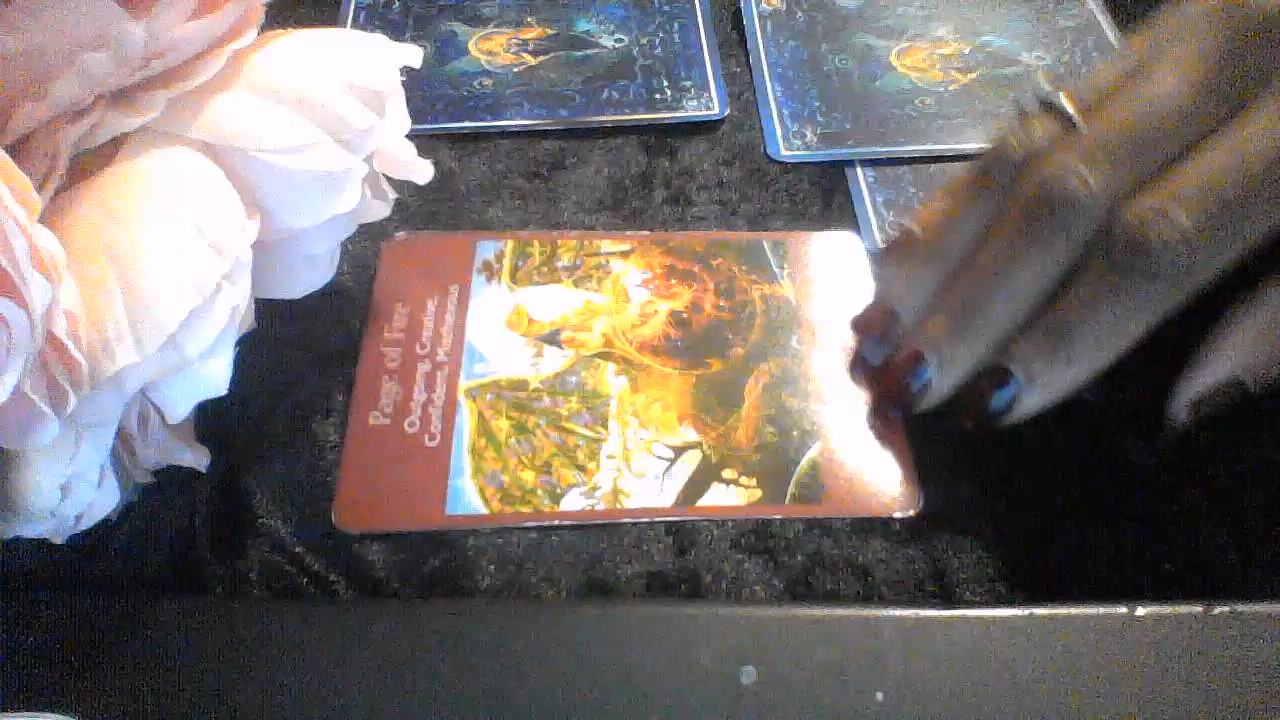 Page of Fire
Outgoing, Creative,
Confident, Mischievous